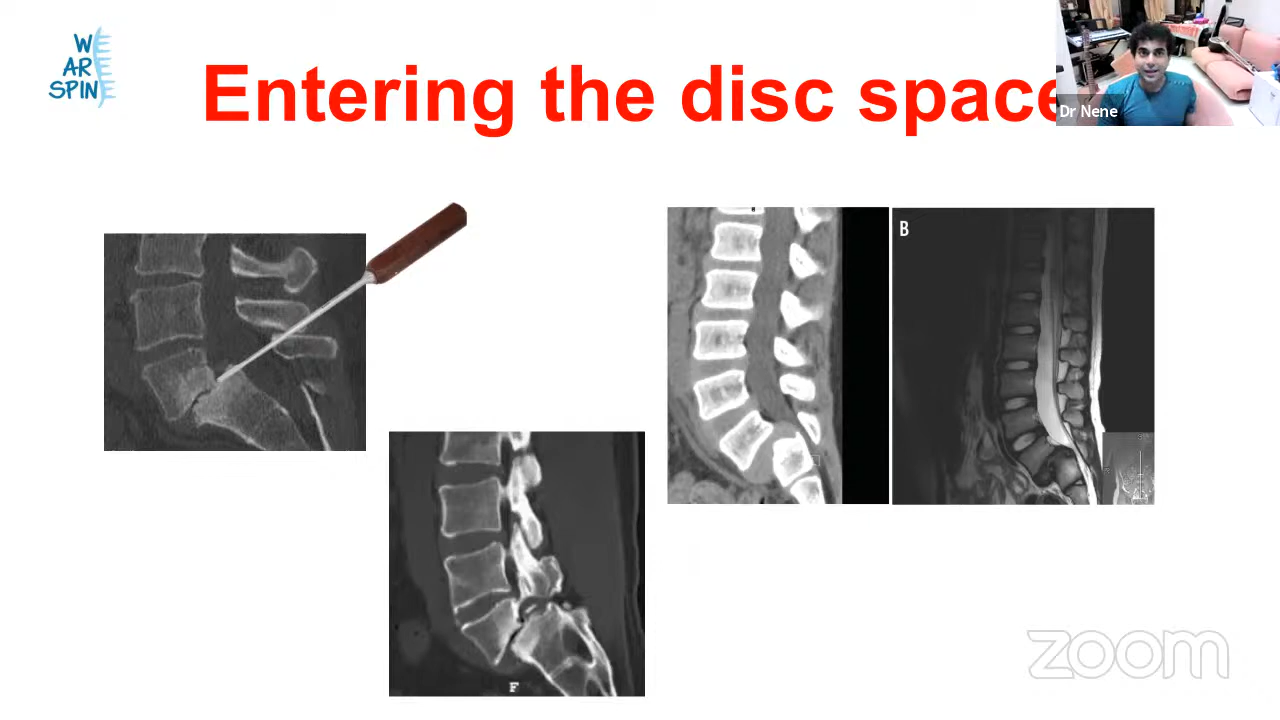 WE
ARE
SPINE
Entering the disc space
Dr Nene
B
F
zoom